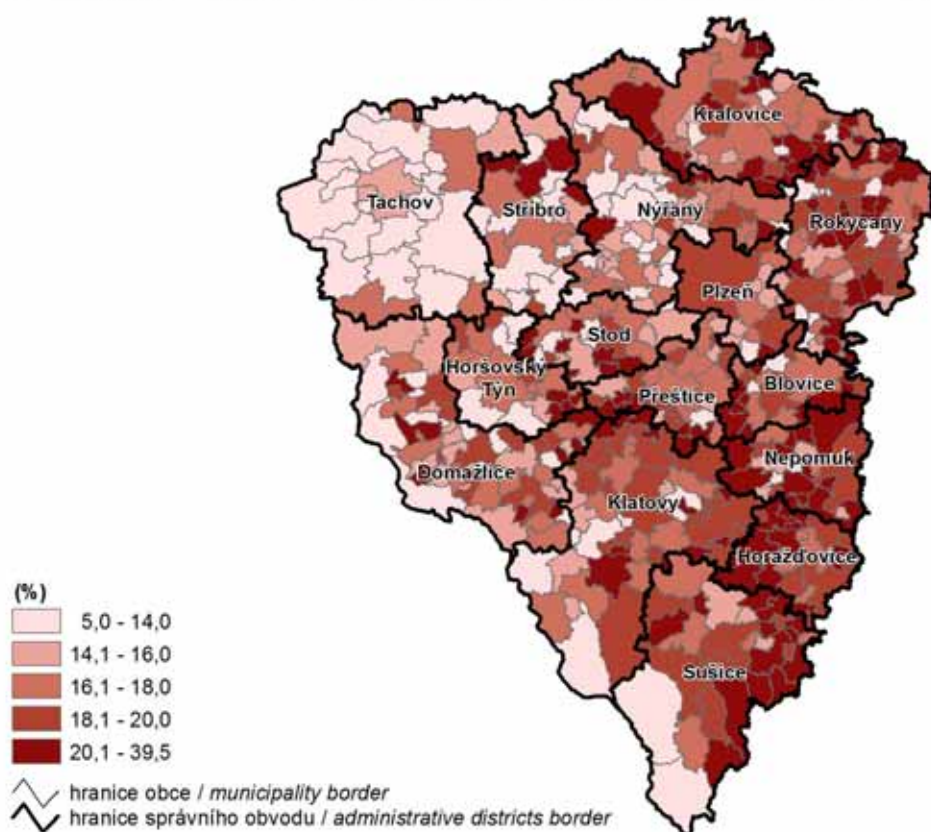 Kralovice
Tachov
Stříbro
Nýřany
Rokycany
Plzeň
Stod
Horšovský
Týn
Přeštice
Blovice
Domažlice
Nepomuk
Klatovy
Horažďovice
Sušice
(%)
5,0 - 14,0
14,1 - 16,0
16,1 - 18,0
18,1 - 20,0
20,1 - 39,5
hranice obce / municipality border
hranice správního obvodu / administrative districts border